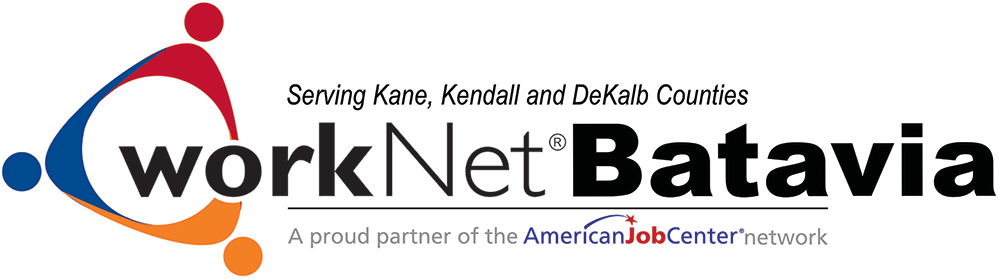 Serving Kane, Kendall and DeKalb Counties
workNet® Batavia
A proud partner of the AmericanJobCenter® network